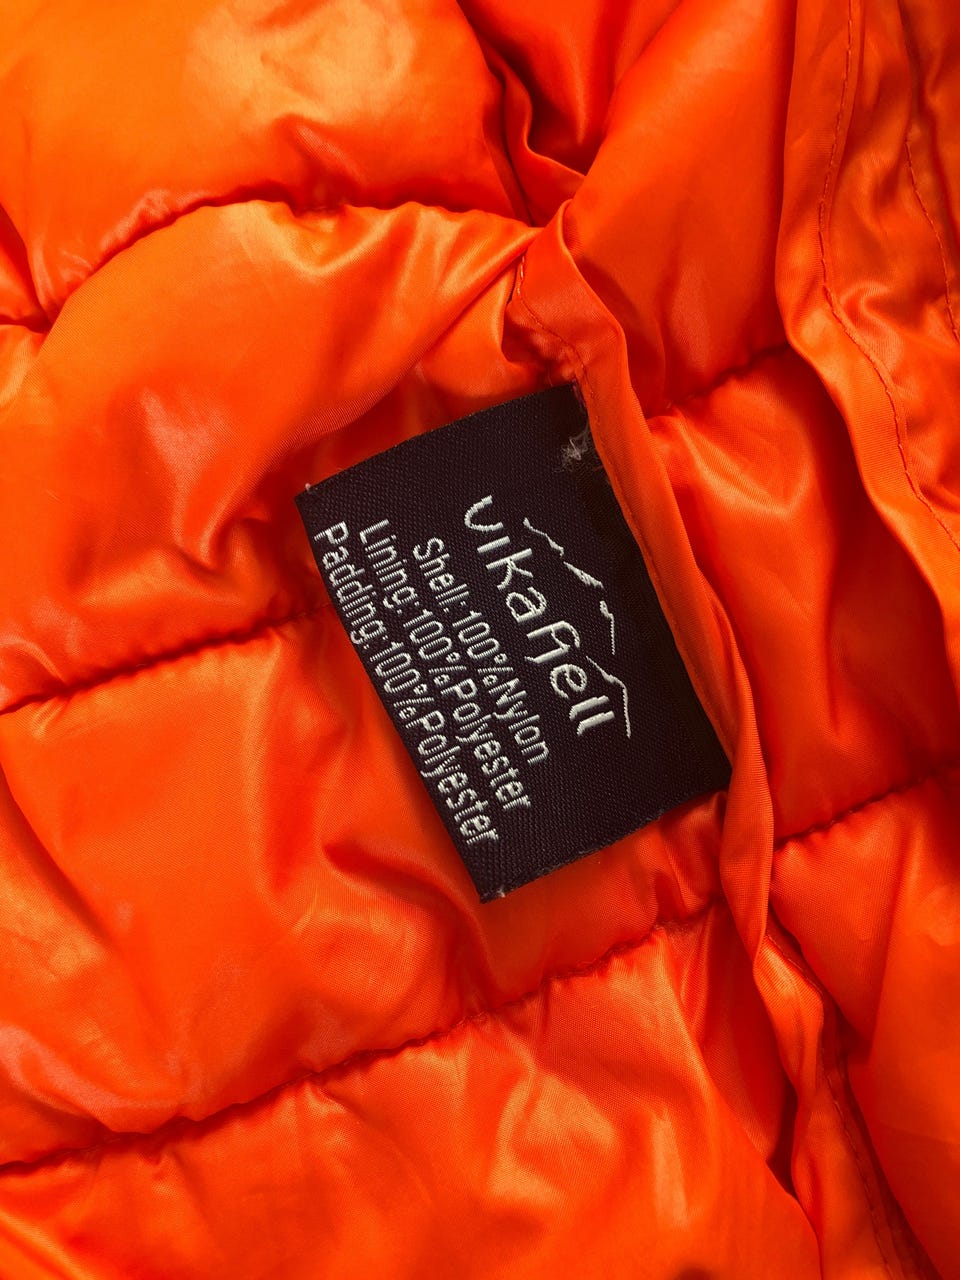 vikafjell
Shell: 100%Nylon
Lining: 100%Polyester
Padding: 100%Polyester